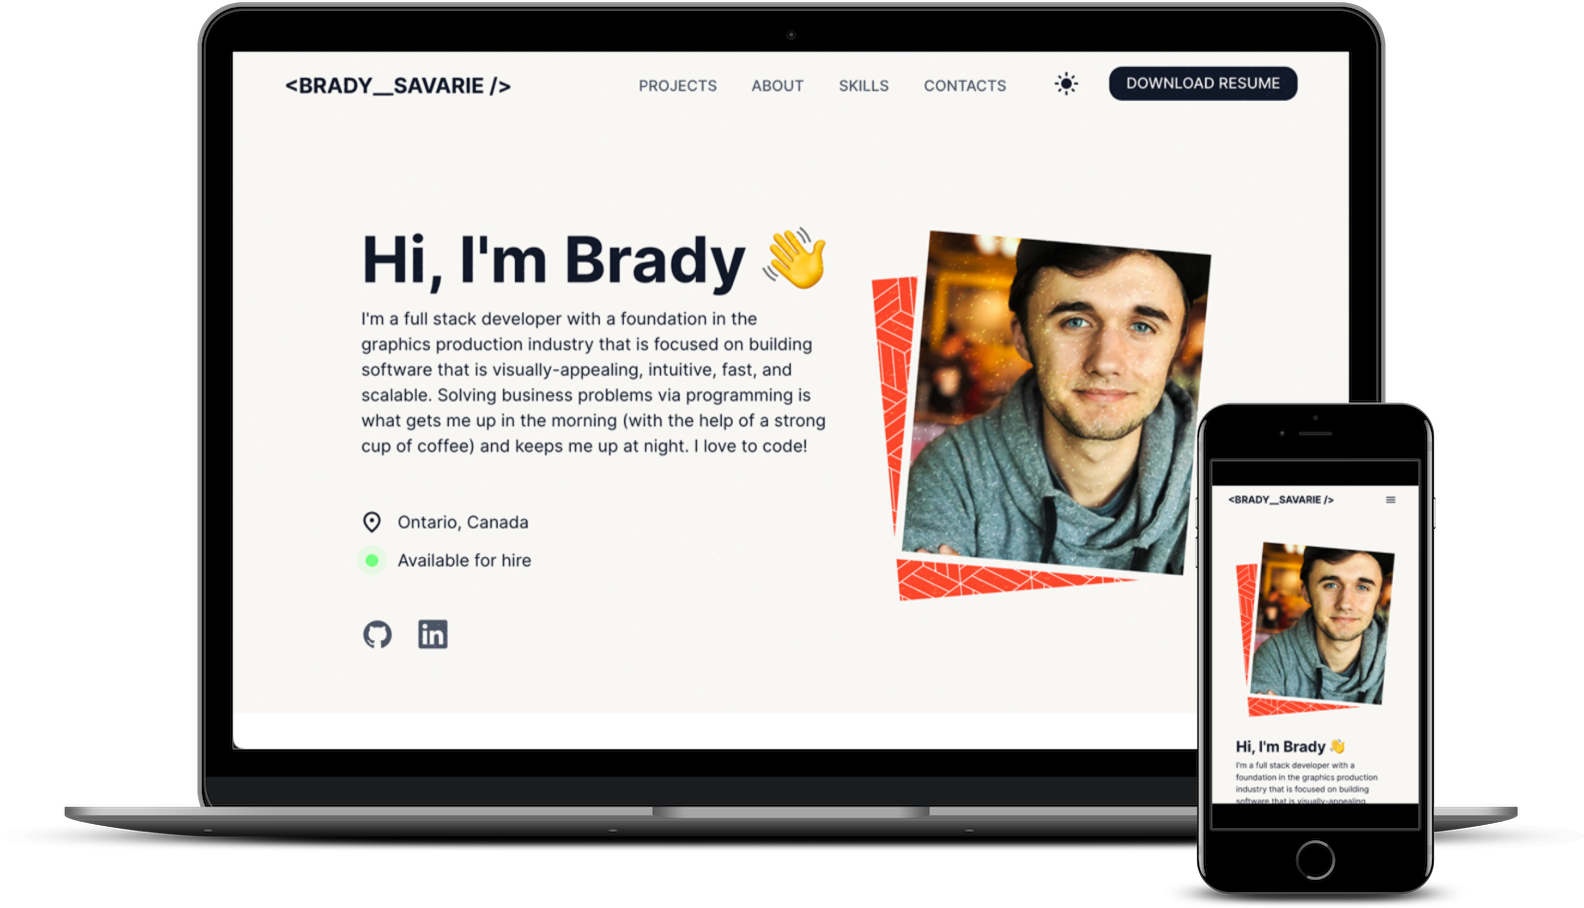 <BRADY__SAVARIE />
PROJECTS
ABOUT
SKILLS
CONTACTS
DOWNLOAD RESUME
Hi, I'm Brady 👋
I'm a full stack developer with a foundation in the
graphics production industry that is focused on building
software that is visually-appealing, intuitive, fast, and
scalable. Solving business problems via programming is
what gets me up in the morning (with the help of a strong
cup of coffee) and keeps me up at night. I love to code!
Ontario, Canada
Available for hire
in
<BRADY__SAVARIE />
Hi, I'm Brady 👋
I'm a full stack developer with a
foundation in the graphics production
industry that is focused on building
software that is visually-appealing